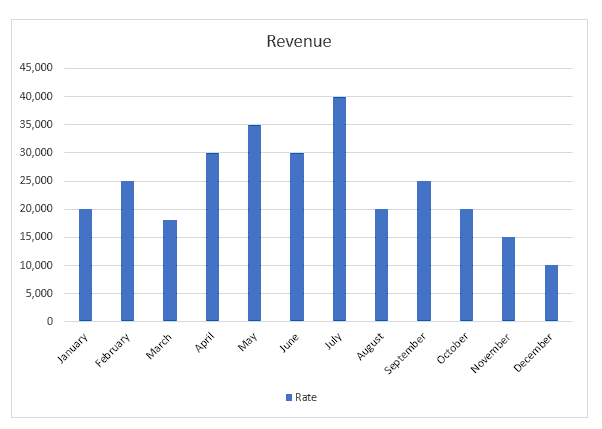 Revenue
45,000
40,000
35,000
30,000
25,000
20,000
15,000
10,000
5,000
0
January
February
March
April
May
June
July
August
September
October
November
December
Rate